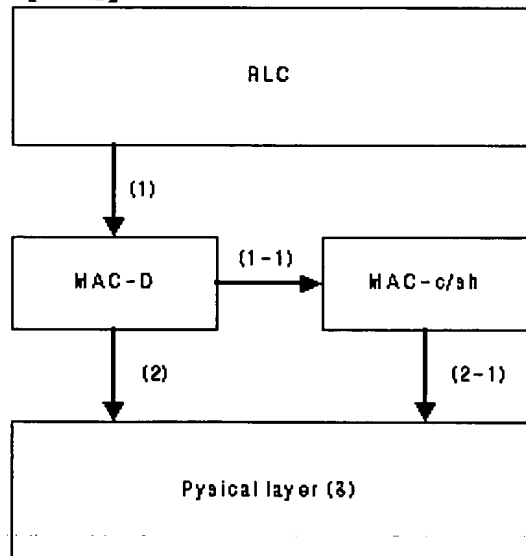 RLC
(1)
MAC-D
(1-1)
MAC-c/sh
(2)
(2-1)
Pysical layer (3)